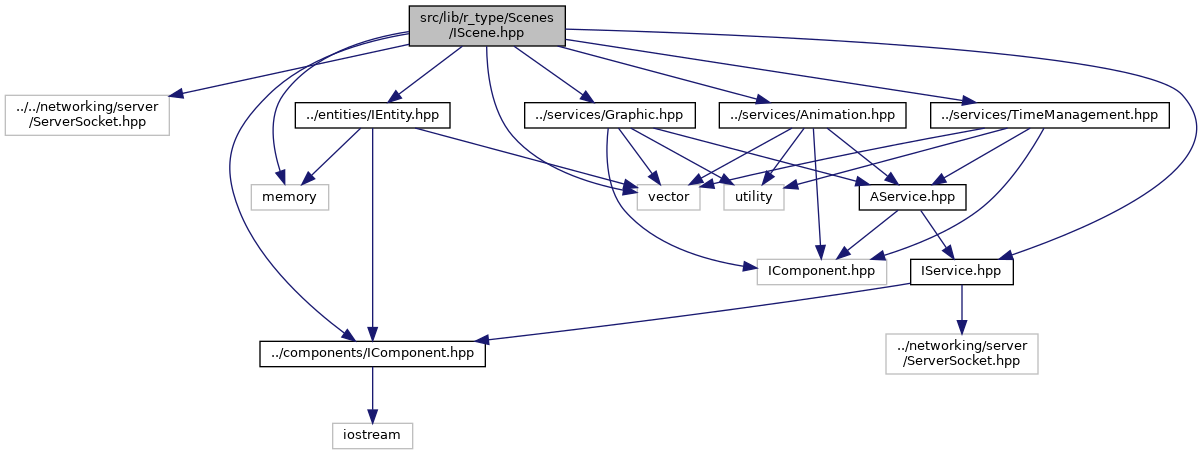 src/lib/r_type/Scenes
/IScene.hpp
../../networking/server
/ServerSocket.hpp
../entities/IEntity.hpp
../services/Graphic.hpp
../services/Animation.hpp
../services/TimeManagement.hpp
memory
vector
utility
AService.hpp
IComponent.hpp
IService.hpp
../components/IComponent.hpp
../networking/server
/ServerSocket.hpp
iostream